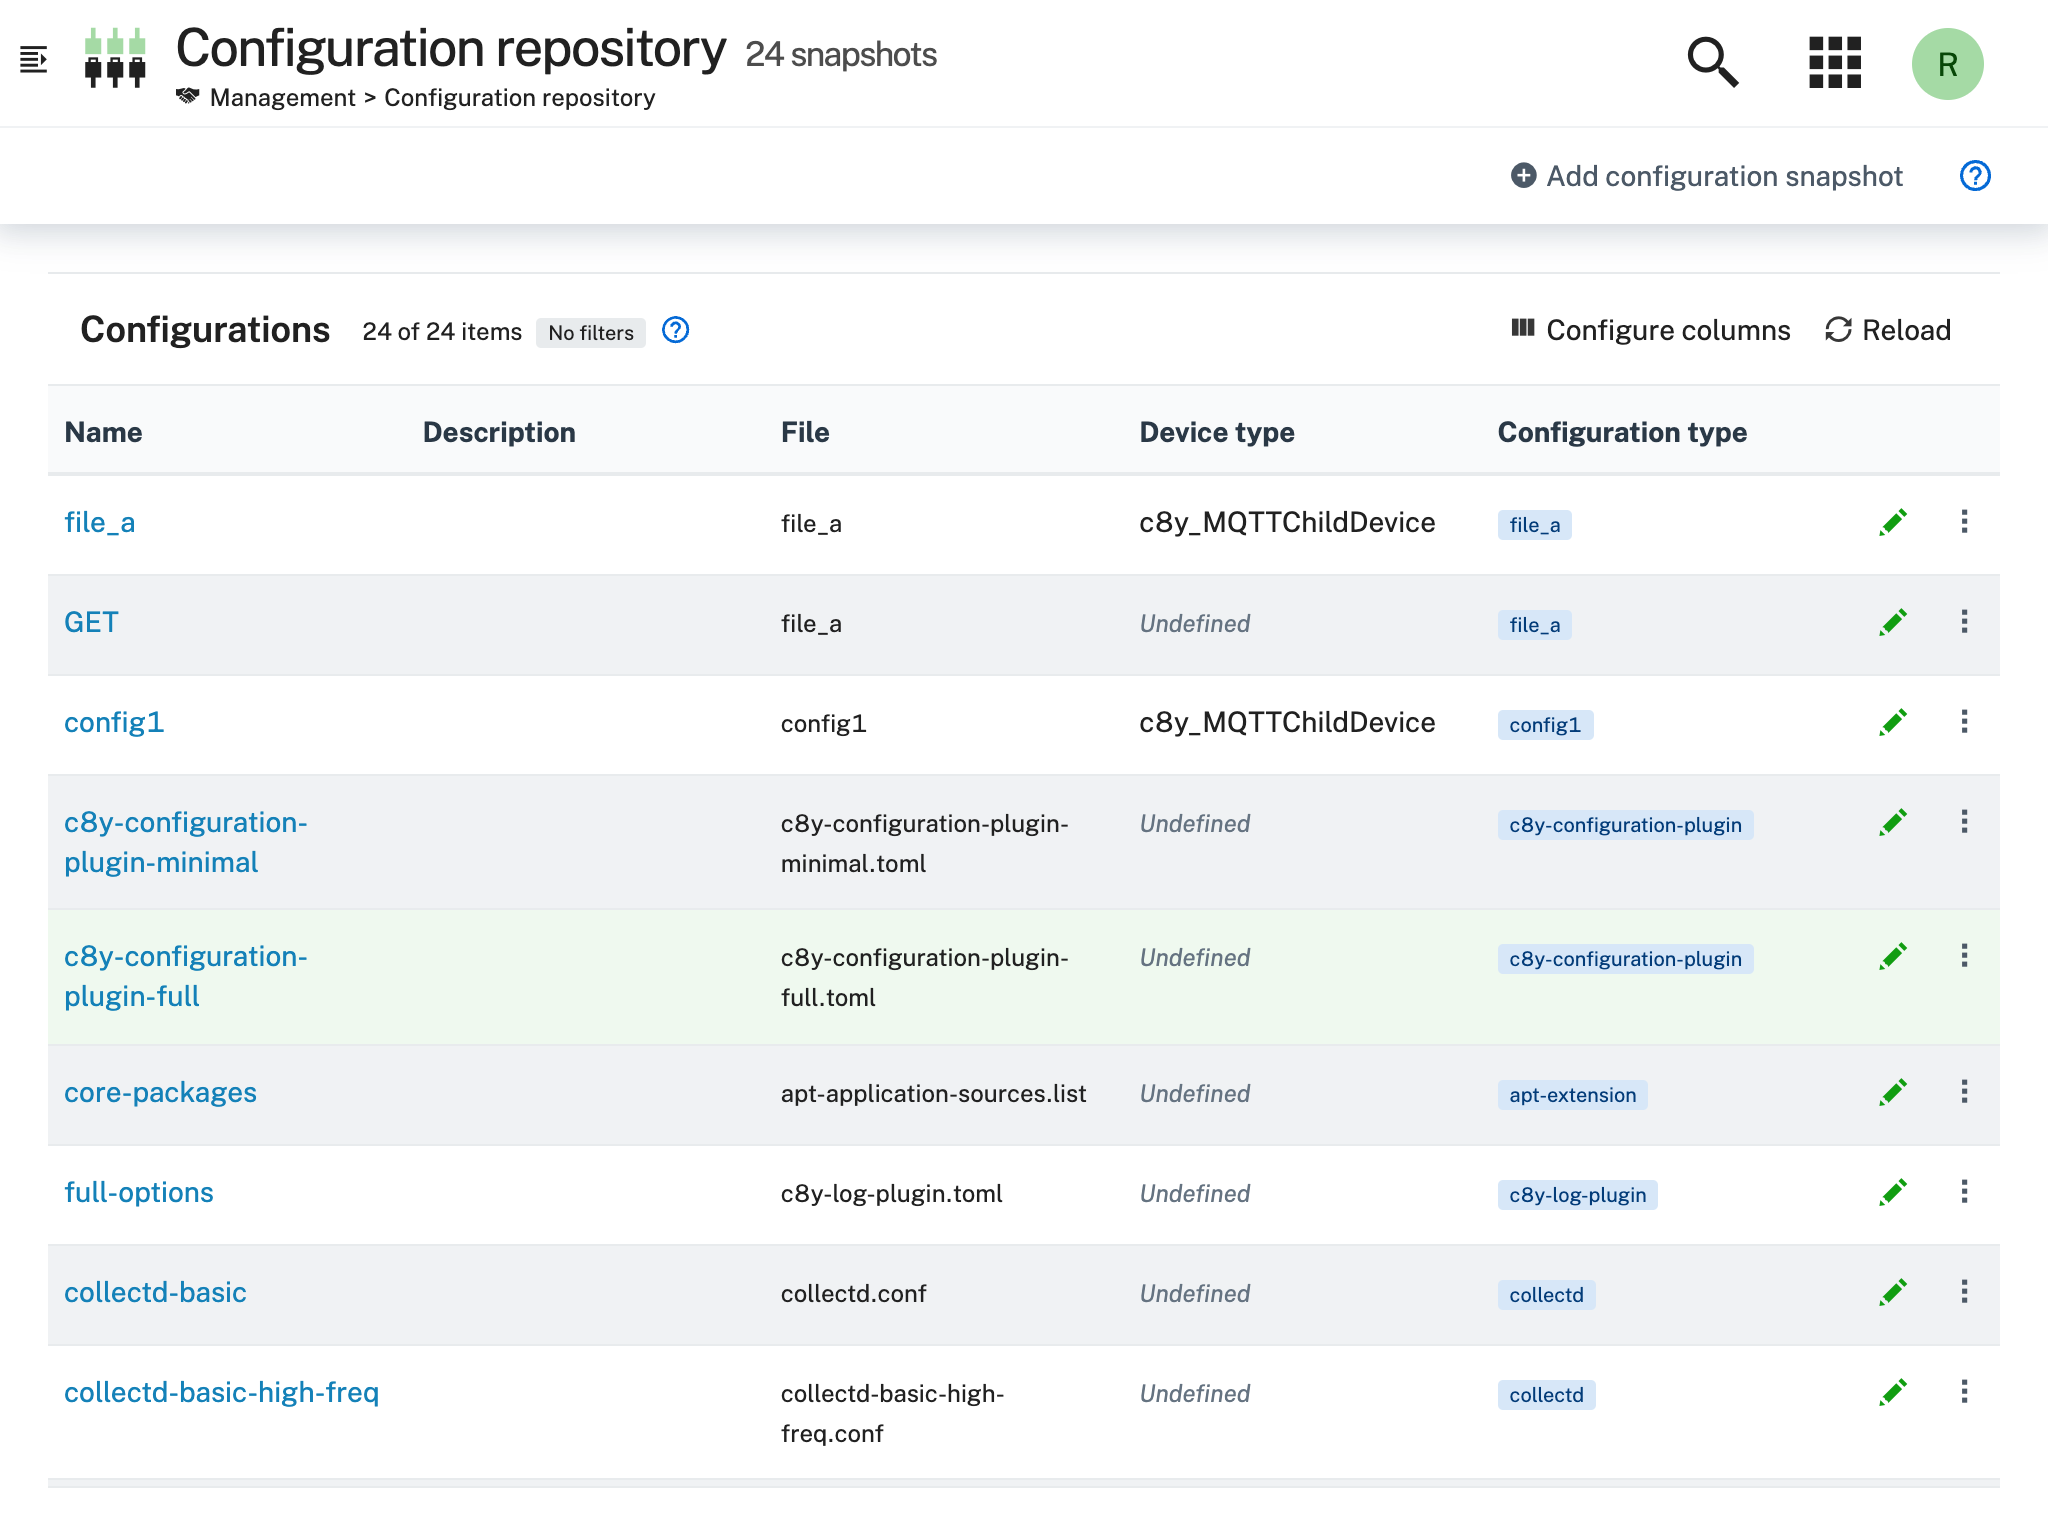 Configuration repository 24 snapshots
Management > Configuration repository
R
Add configuration snapshot
Configurations 24 of 24 items No filters
Configure columns Reload
Name Description File Device type Configuration type
file_a file_a c8y_MQTTChildDevice file_a
GET file_a Undefined file_a
config1 config1 c8y_MQTTChildDevice config1
c8y-configuration- c8y-configuration-plugin- Undefined c8y-configuration-plugin
plugin-minimal minimal.toml
c8y-configuration- c8y-configuration-plugin- Undefined c8y-configuration-plugin
plugin-full full.toml
core-packages apt-application-sources.list Undefined apt-extension
full-options c8y-log-plugin.toml Undefined c8y-log-plugin
collectd-basic collectd.conf Undefined collectd
collectd-basic-high-freq collectd-basic-high- Undefined collectd
freq.conf